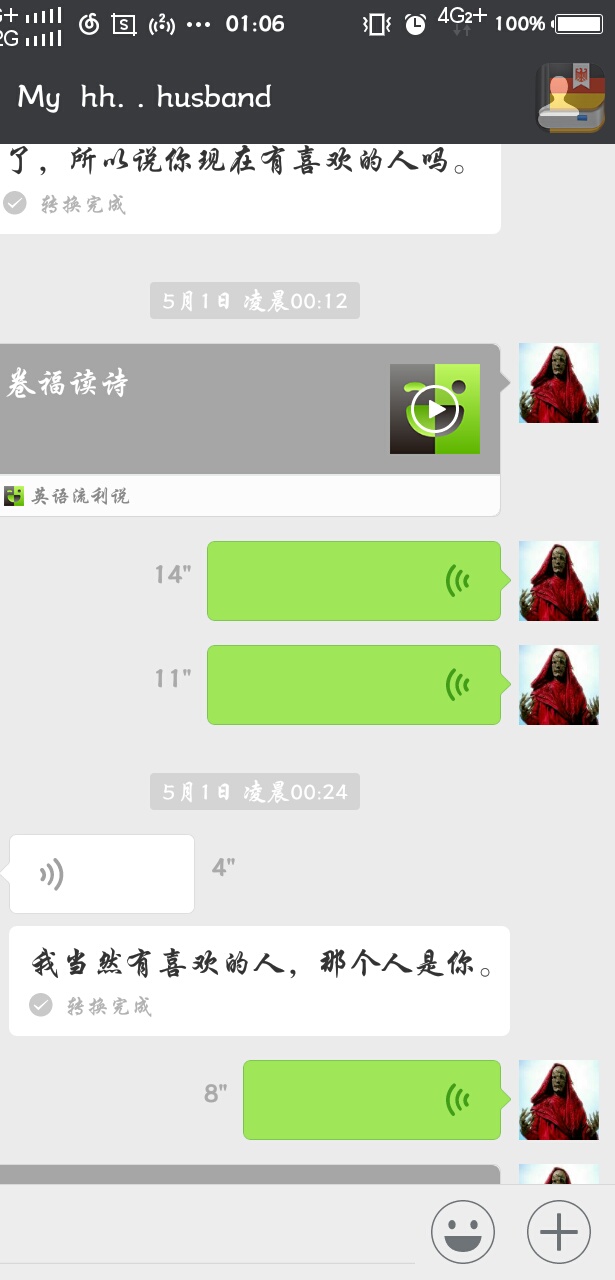 G+
2G
S
2
01:06
4G2+
100%
My hh. . husband
了，所以说你现在有喜欢的人吗。
转换完成
5月1日 凌晨00:12
卷福读诗
英语流利说
14"
11"
5月1日 凌晨00:24
4"
我当然有喜欢的人，那个人是你。
转换完成
8"